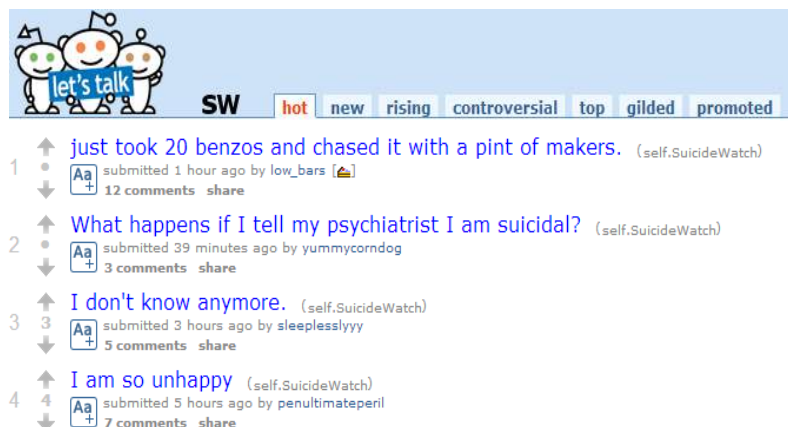 let's talk
SW hot new rising controversial top gilded promoted
1 just took 20 benzos and chased it with a pint of makers. (self.SuicideWatch)
Aa+ submitted 1 hour ago by low_bars [🍰]
12 comments share
2 What happens if I tell my psychiatrist I am suicidal? (self.SuicideWatch)
Aa+ submitted 39 minutes ago by yummycorndog
3 comments share
I don't know anymore. (self.SuicideWatch)
3 3 Aa+ submitted 3 hours ago by sleeplesslyyy
5 comments share
I am so unhappy (self.SuicideWatch)
4 4 Aa+ submitted 5 hours ago by penultimateperil
7 comments share